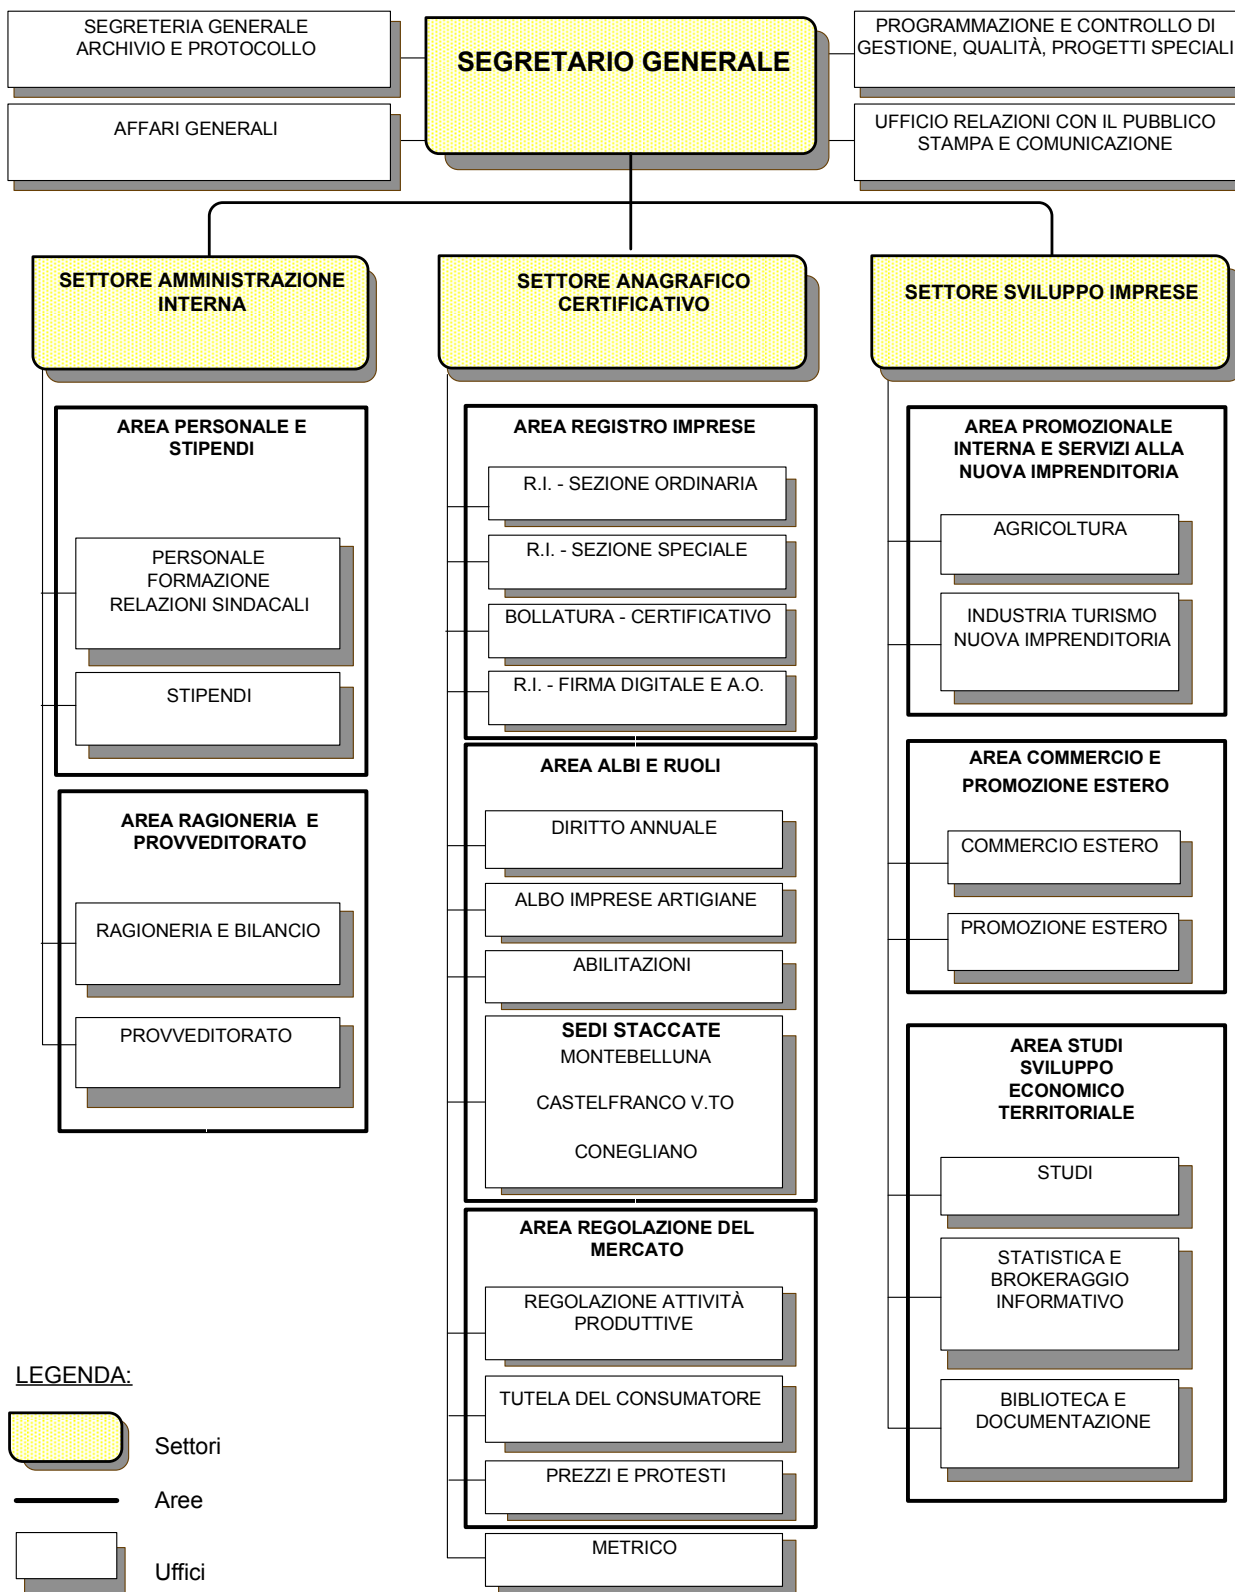 SEGRETERIA GENERALE
ARCHIVIO E PROTOCOLLO
AFFARI GENERALI
SEGRETARIO GENERALE
PROGRAMMAZIONE E CONTROLLO DI
GESTIONE, QUALITÀ, PROGETTI SPECIALI
UFFICIO RELAZIONI CON IL PUBBLICO
STAMPA E COMUNICAZIONE
SETTORE AMMINISTRAZIONE
INTERNA
AREA PERSONALE E
STIPENDI
PERSONALE
FORMAZIONE
RELAZIONI SINDACALI
STIPENDI
AREA RAGIONERIA E
PROVVEDITORATO
RAGIONERIA E BILANCIO
PROVVEDITORATO
SETTORE ANAGRAFICO
CERTIFICATIVO
AREA REGISTRO IMPRESE
R.I. - SEZIONE ORDINARIA
R.I. - SEZIONE SPECIALE
BOLLATURA - CERTIFICATIVO
R.I. - FIRMA DIGITALE E A.O.
AREA ALBI E RUOLI
DIRITTO ANNUALE
ALBO IMPRESE ARTIGIANE
ABILITAZIONI
SEDI STACCATE
MONTEBELLUNA
CASTELFRANCO V.TO
CONEGLIANO
AREA REGOLAZIONE DEL
MERCATO
REGOLAZIONE ATTIVITÀ
PRODUTTIVE
TUTELA DEL CONSUMATORE
PREZZI E PROTESTI
METRICO
SETTORE SVILUPPO IMPRESE
AREA PROMOZIONALE
INTERNA E SERVIZI ALLA
NUOVA IMPRENDITORIA
AGRICOLTURA
INDUSTRIA TURISMO
NUOVA IMPRENDITORIA
AREA COMMERCIO E
PROMOZIONE ESTERO
COMMERCIO ESTERO
PROMOZIONE ESTERO
AREA STUDI
SVILUPPO
ECONOMICO
TERRITORIALE
STUDI
STATISTICA E
BROKERAGGIO
INFORMATIVO
BIBLIOTECA E
DOCUMENTAZIONE
LEGENDA:
Settori
Aree
Uffici